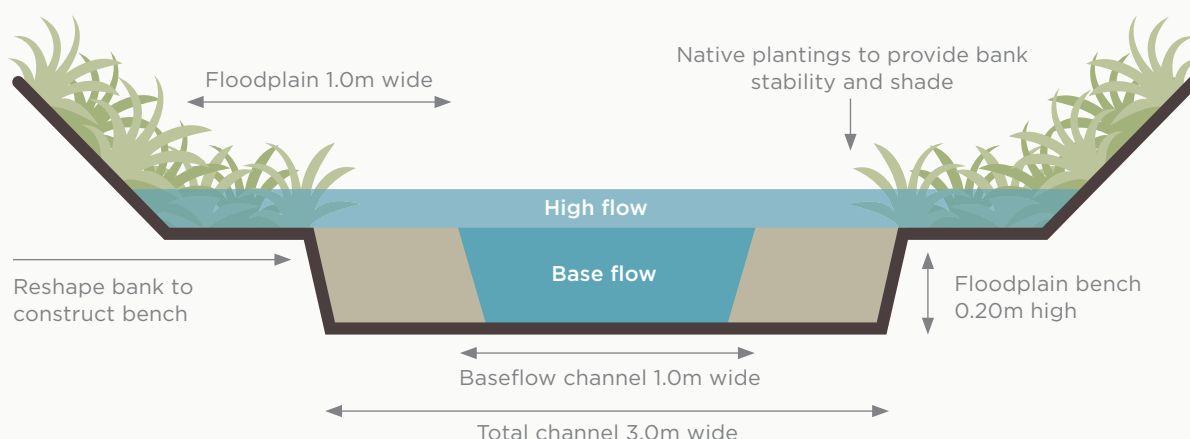 Floodplain 1.0m wide
Native plantings to provide bank
stability and shade
High flow
Base flow
Reshape bank to
construct bench
Floodplain bench
0.20m high
Baseflow channel 1.0m wide
Total channel 3.0m wide